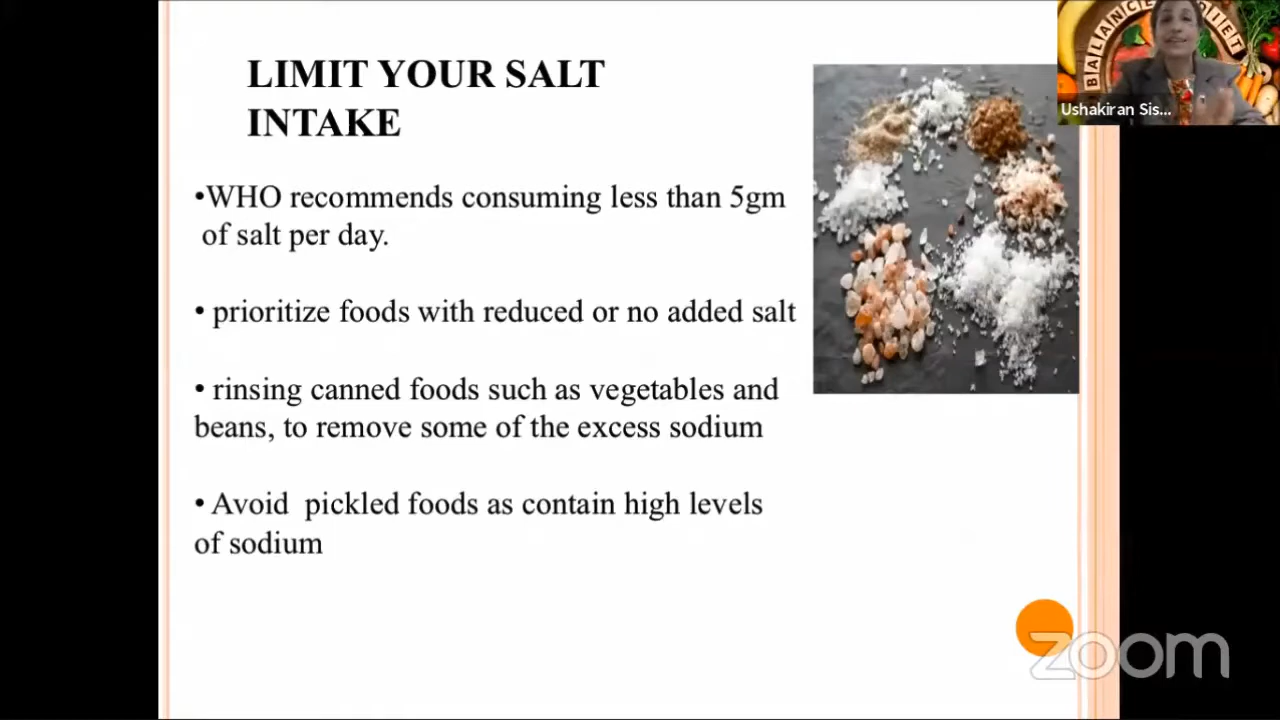 LIMIT YOUR SALT
INTAKE
•WHO recommends consuming less than 5gm
of salt per day.
• prioritize foods with reduced or no added salt
• rinsing canned foods such as vegetables and
beans, to remove some of the excess sodium
• Avoid  pickled foods as contain high levels
of sodium
BALANCE DIET
Ushakiran Sis...
zoom